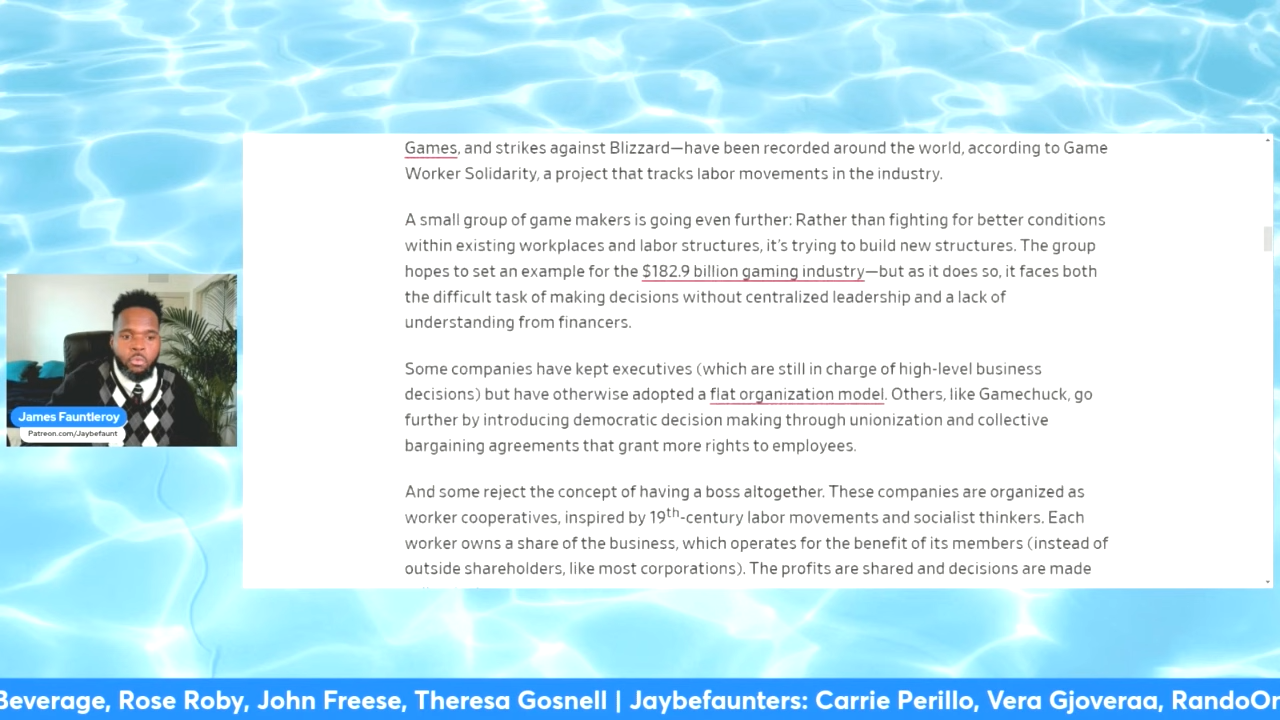 Games, and strikes against Blizzard—have been recorded around the world, according to Game
Worker Solidarity, a project that tracks labor movements in the industry.
A small group of game makers is going even further: Rather than fighting for better conditions
within existing workplaces and labor structures, it’s trying to build new structures. The group
hopes to set an example for the $182.9 billion gaming industry—but as it does so, it faces both
the difficult task of making decisions without centralized leadership and a lack of
understanding from financers.
Some companies have kept executives (which are still in charge of high-level business
decisions) but have otherwise adopted a flat organization model. Others, like Gamechuck, go
further by introducing democratic decision making through unionization and collective
bargaining agreements that grant more rights to employees.
And some reject the concept of having a boss altogether. These companies are organized as
worker cooperatives, inspired by 19th-century labor movements and socialist thinkers. Each
worker owns a share of the business, which operates for the benefit of its members (instead of
outside shareholders, like most corporations). The profits are shared and decisions are made
James Fauntleroy
Patreon.com/Jaybefaunt
Beverage, Rose Roby, John Freese, Theresa Gosnell | Jaybefaunters: Carrie Perillo, Vera Gjoveraa,